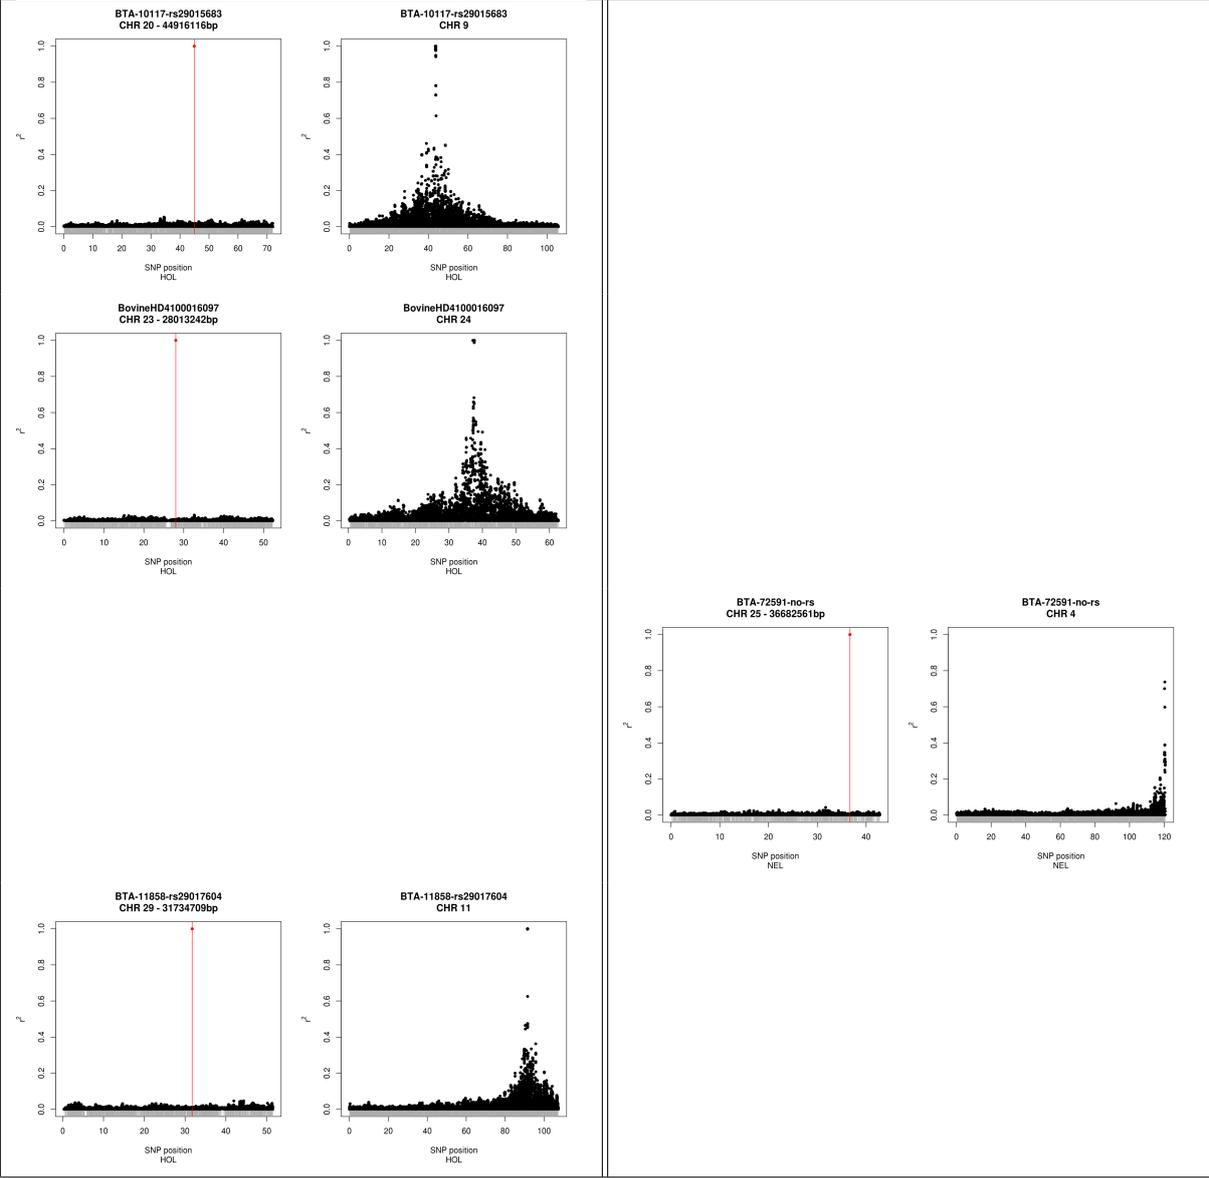 BTA-10117-rs29015683
CHR 20 - 44916116bp
1.0
0.8
0.6
0.4
0.2
0.0
r2
0 10 20 30 40 50 60 70
SNP position
HOL
BTA-10117-rs29015683
CHR 9
1.0
0.8
0.6
0.4
0.2
0.0
r2
0 20 40 60 80 100
SNP position
HOL
BovineHD4100016097
CHR 23 - 28013242bp
1.0
0.8
0.6
0.4
0.2
0.0
r2
0 10 20 30 40 50
SNP position
HOL
BovineHD4100016097
CHR 24
1.0
0.8
0.6
0.4
0.2
0.0
r2
0 10 20 30 40 50 60
SNP position
HOL
BTA-72591-no-rs
CHR 25 - 36682561bp
1.0
0.8
0.6
0.4
0.2
0.0
r2
0 10 20 30 40
SNP position
NEL
BTA-72591-no-rs
CHR 4
1.0
0.8
0.6
0.4
0.2
0.0
r2
0 20 40 60 80 100 120
SNP position
NEL
BTA-11858-rs29017604
CHR 29 - 31734709bp
1.0
0.8
0.6
0.4
0.2
0.0
r2
0 10 20 30 40 50
SNP position
HOL
BTA-11858-rs29017604
CHR 11
1.0
0.8
0.6
0.4
0.2
0.0
r2
0 20 40 60 80 100
SNP position
HOL